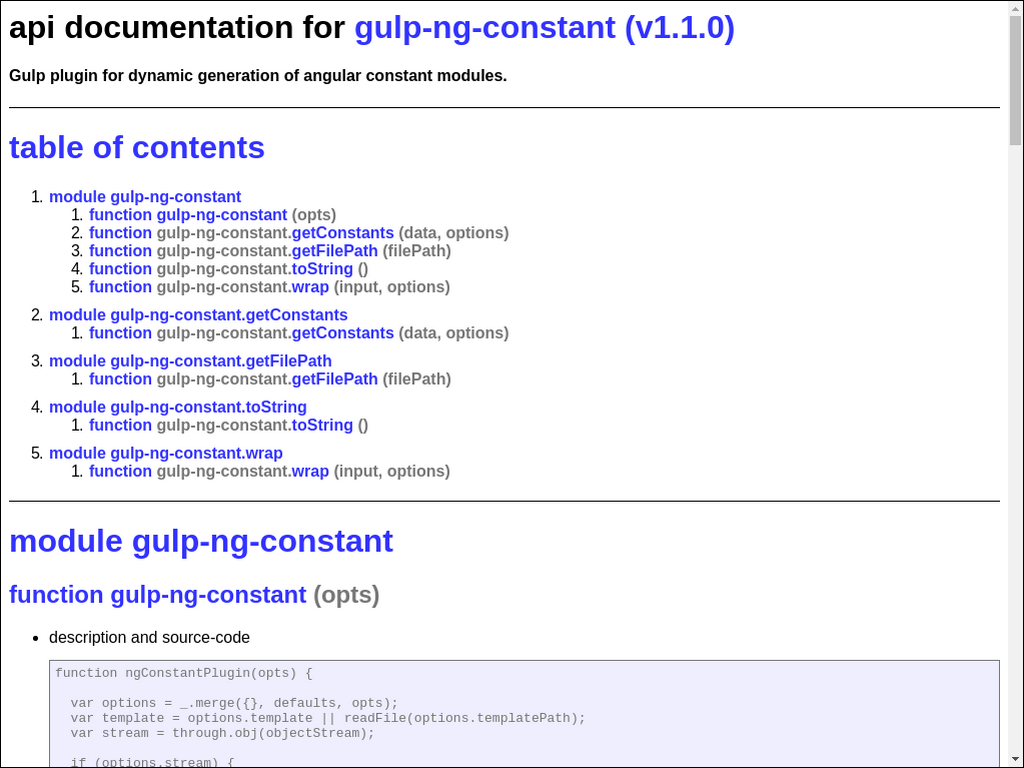 api documentation for gulp-ng-constant (v1.1.0)
Gulp plugin for dynamic generation of angular constant modules.
table of contents
1. module gulp-ng-constant
1. function gulp-ng-constant (opts)
2. function gulp-ng-constant.getConstants (data, options)
3. function gulp-ng-constant.getFilePath (filePath)
4. function gulp-ng-constant.toString ()
5. function gulp-ng-constant.wrap (input, options)
2. module gulp-ng-constant.getConstants
1. function gulp-ng-constant.getConstants (data, options)
3. module gulp-ng-constant.getFilePath
1. function gulp-ng-constant.getFilePath (filePath)
4. module gulp-ng-constant.toString
1. function gulp-ng-constant.toString ()
5. module gulp-ng-constant.wrap
1. function gulp-ng-constant.wrap (input, options)
module gulp-ng-constant
function gulp-ng-constant (opts)
• description and source-code
function ngConstantPlugin(opts) {
  var options = _.merge({}, defaults, opts);
  var template = options.template || readFile(options.templatePath);
  var stream = through.obj(objectStream);
  if (options.stream) {